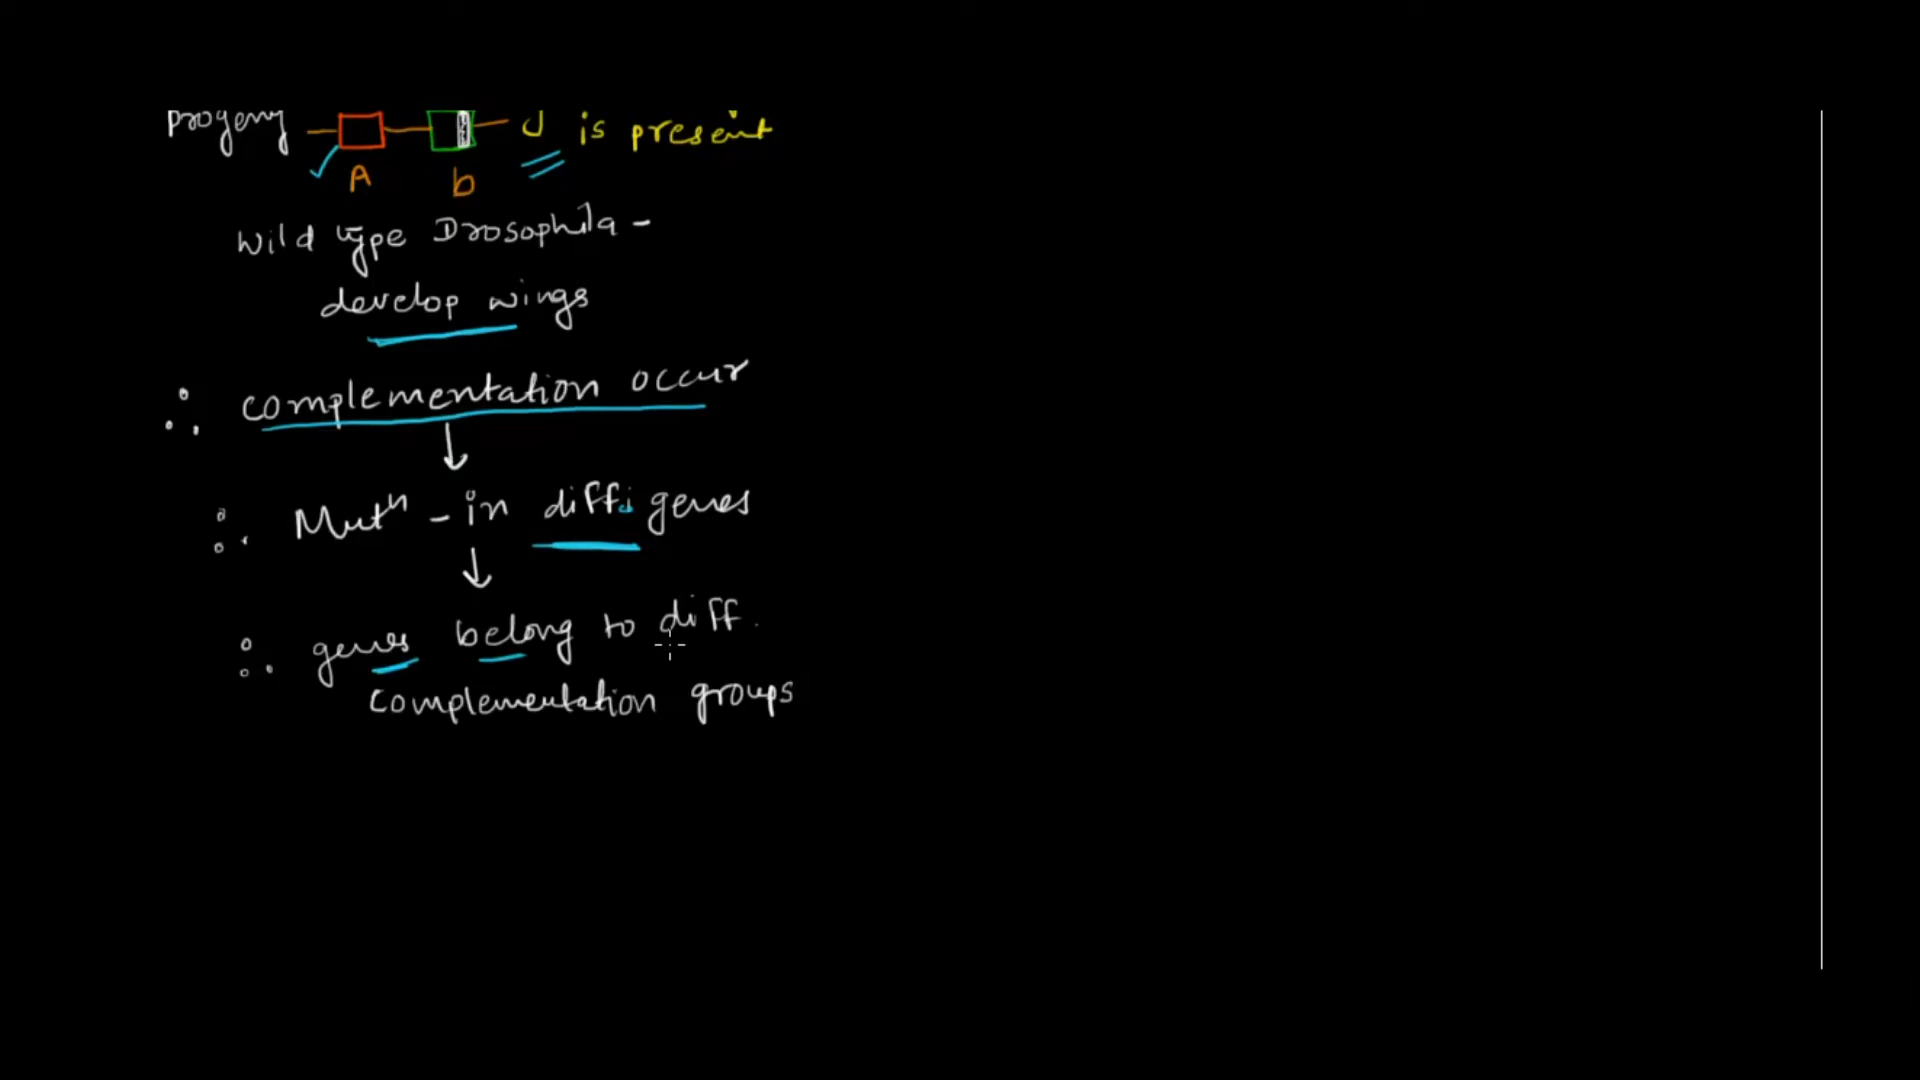 progeny is present
A b
wild type Drosophila -
develop wings
∴ complementation occur
↓
∴ Mutⁿ - in diff. genes
↓
∴ genes belong to diff.
complementation groups